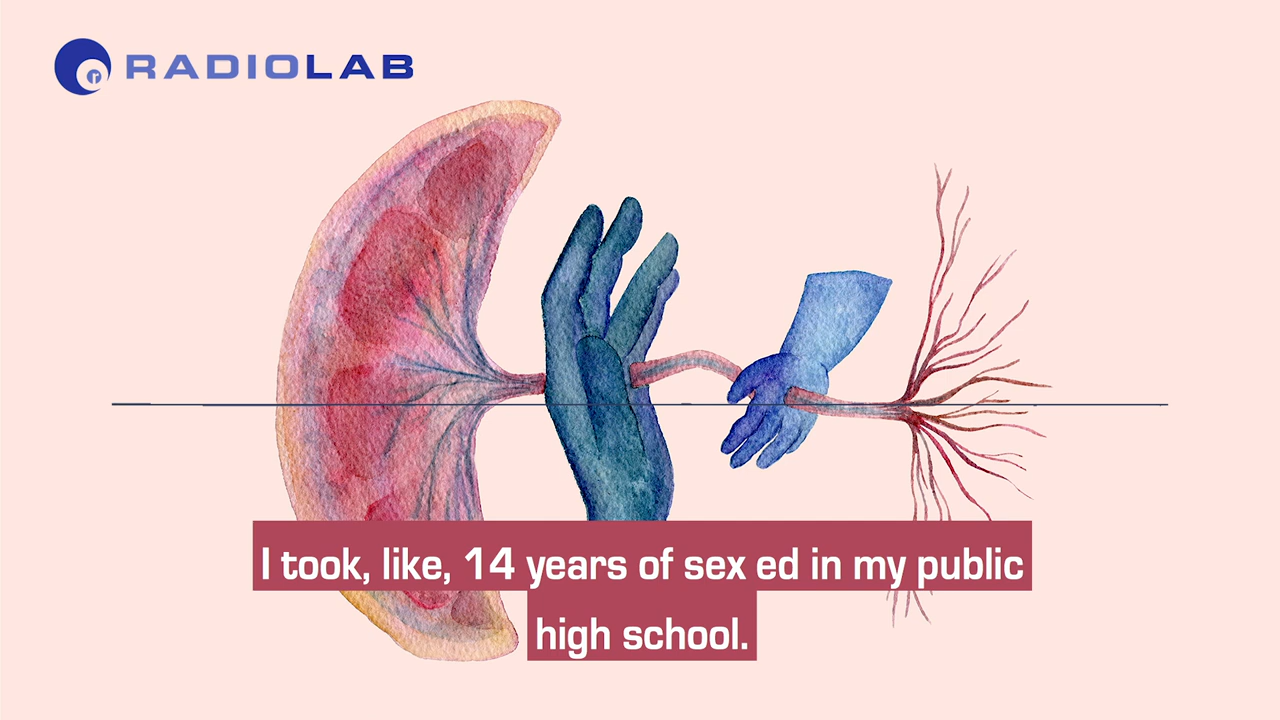 RADIOLAB
I took, like, 14 years of sex ed in my public
high school.